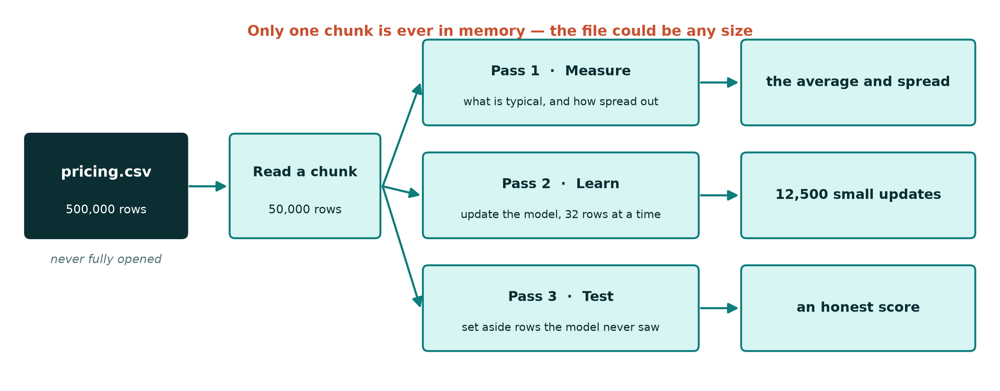 Only one chunk is ever in memory — the file could be any size
pricing.csv
500,000 rows
never fully opened
Read a chunk
50,000 rows
Pass 1 · Measure
what is typical, and how spread out
the average and spread
Pass 2 · Learn
update the model, 32 rows at a time
12,500 small updates
Pass 3 · Test
set aside rows the model never saw
an honest score